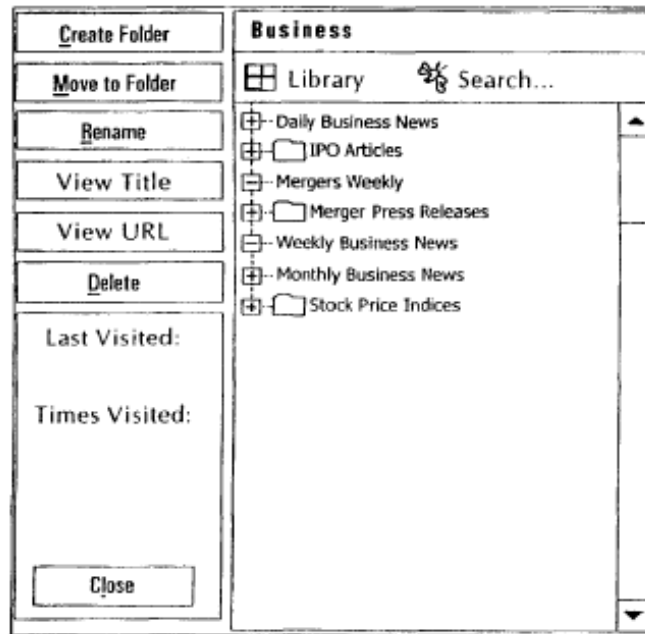 Create Folder
Move to Folder
Rename
View Title
View URL
Delete
Last Visited:
Times Visited:
Close
Business
Library Search...
Daily Business News
IPO Articles
Mergers Weekly
Merger Press Releases
Weekly Business News
Monthly Business News
Stock Price Indices